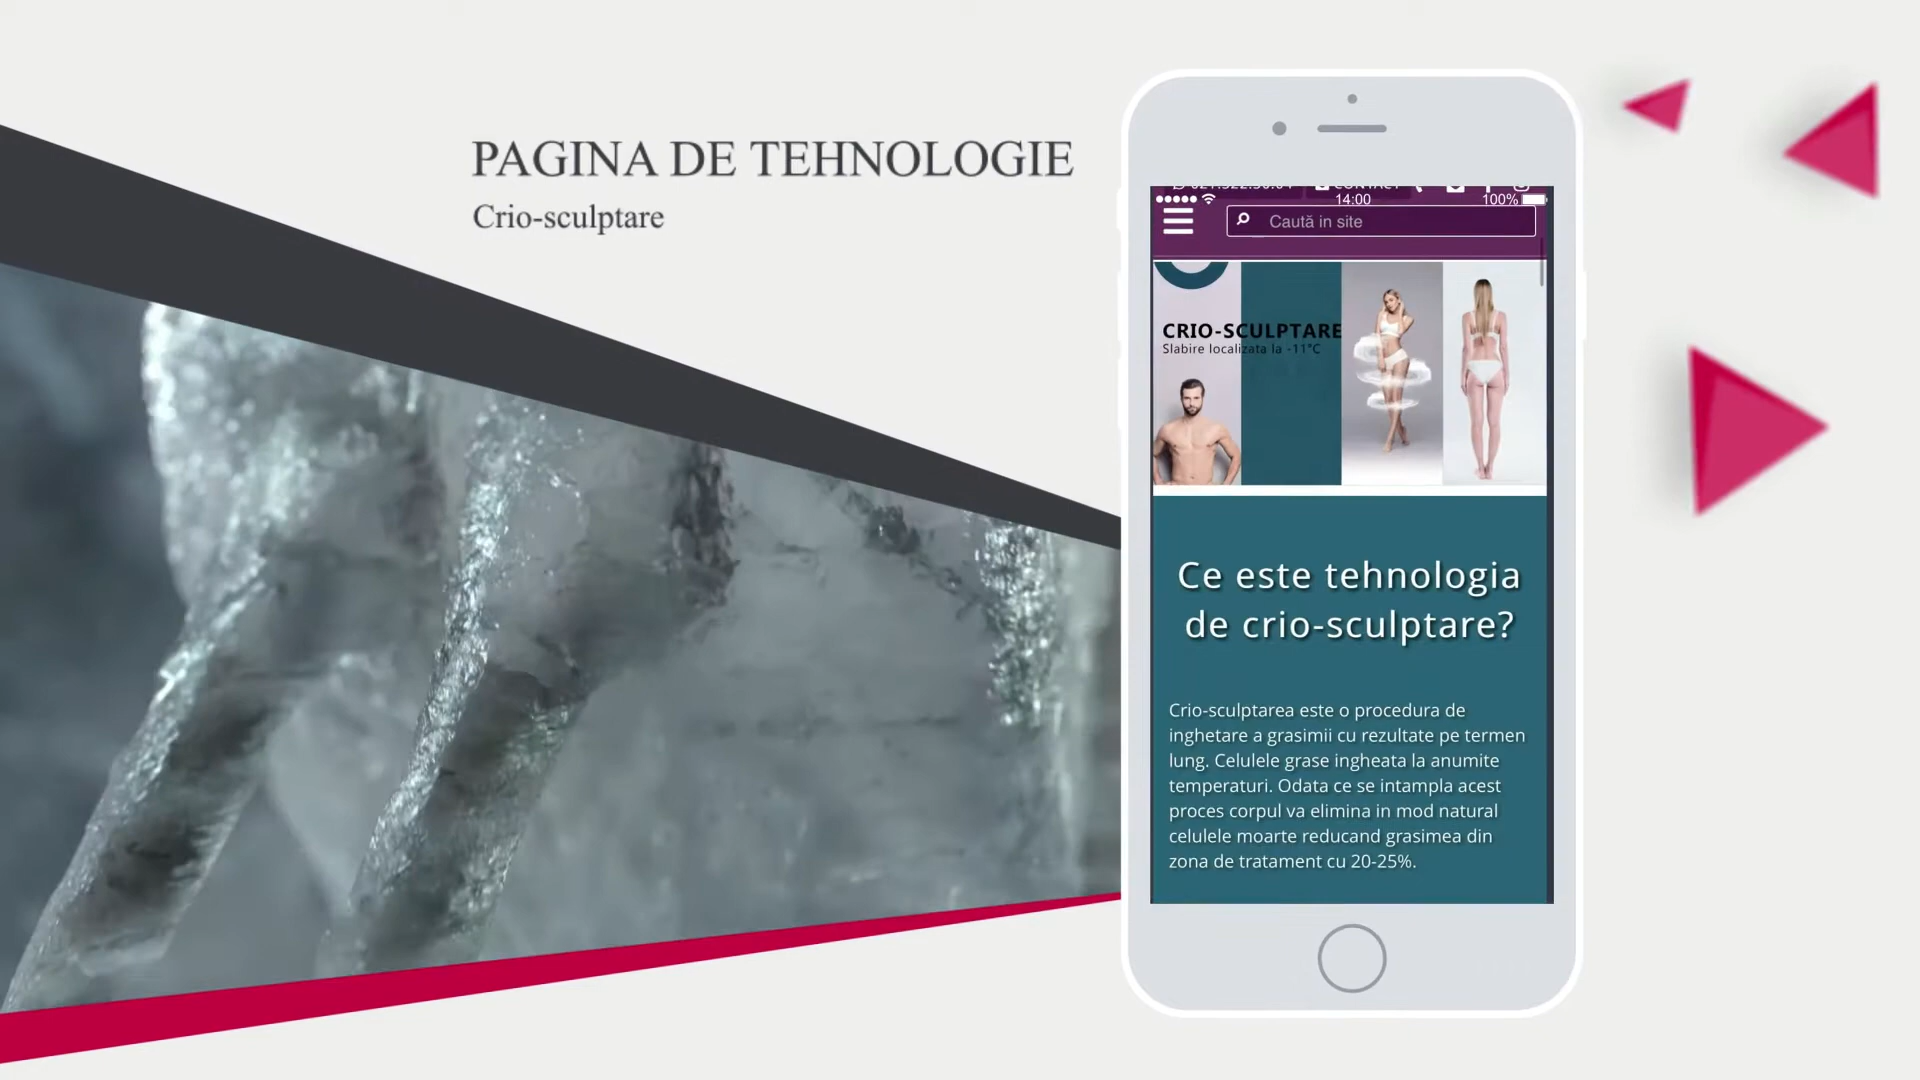 PAGINA DE TEHNOLOGIE
Crio-sculptare
CONTACT
14:00
100%
Caută in site
CRIO-SCULPTARE
Slabire localizata la -11°C
Ce este tehnologia
de crio-sculptare?
Crio-sculptarea este o procedura de
inghetare a grasimii cu rezultate pe termen
lung. Celulele grase ingheata la anumite
temperaturi. Odata ce se intampla acest
proces corpul va elimina in mod natural
celulele moarte reducand grasimea din
zona de tratament cu 20-25%.